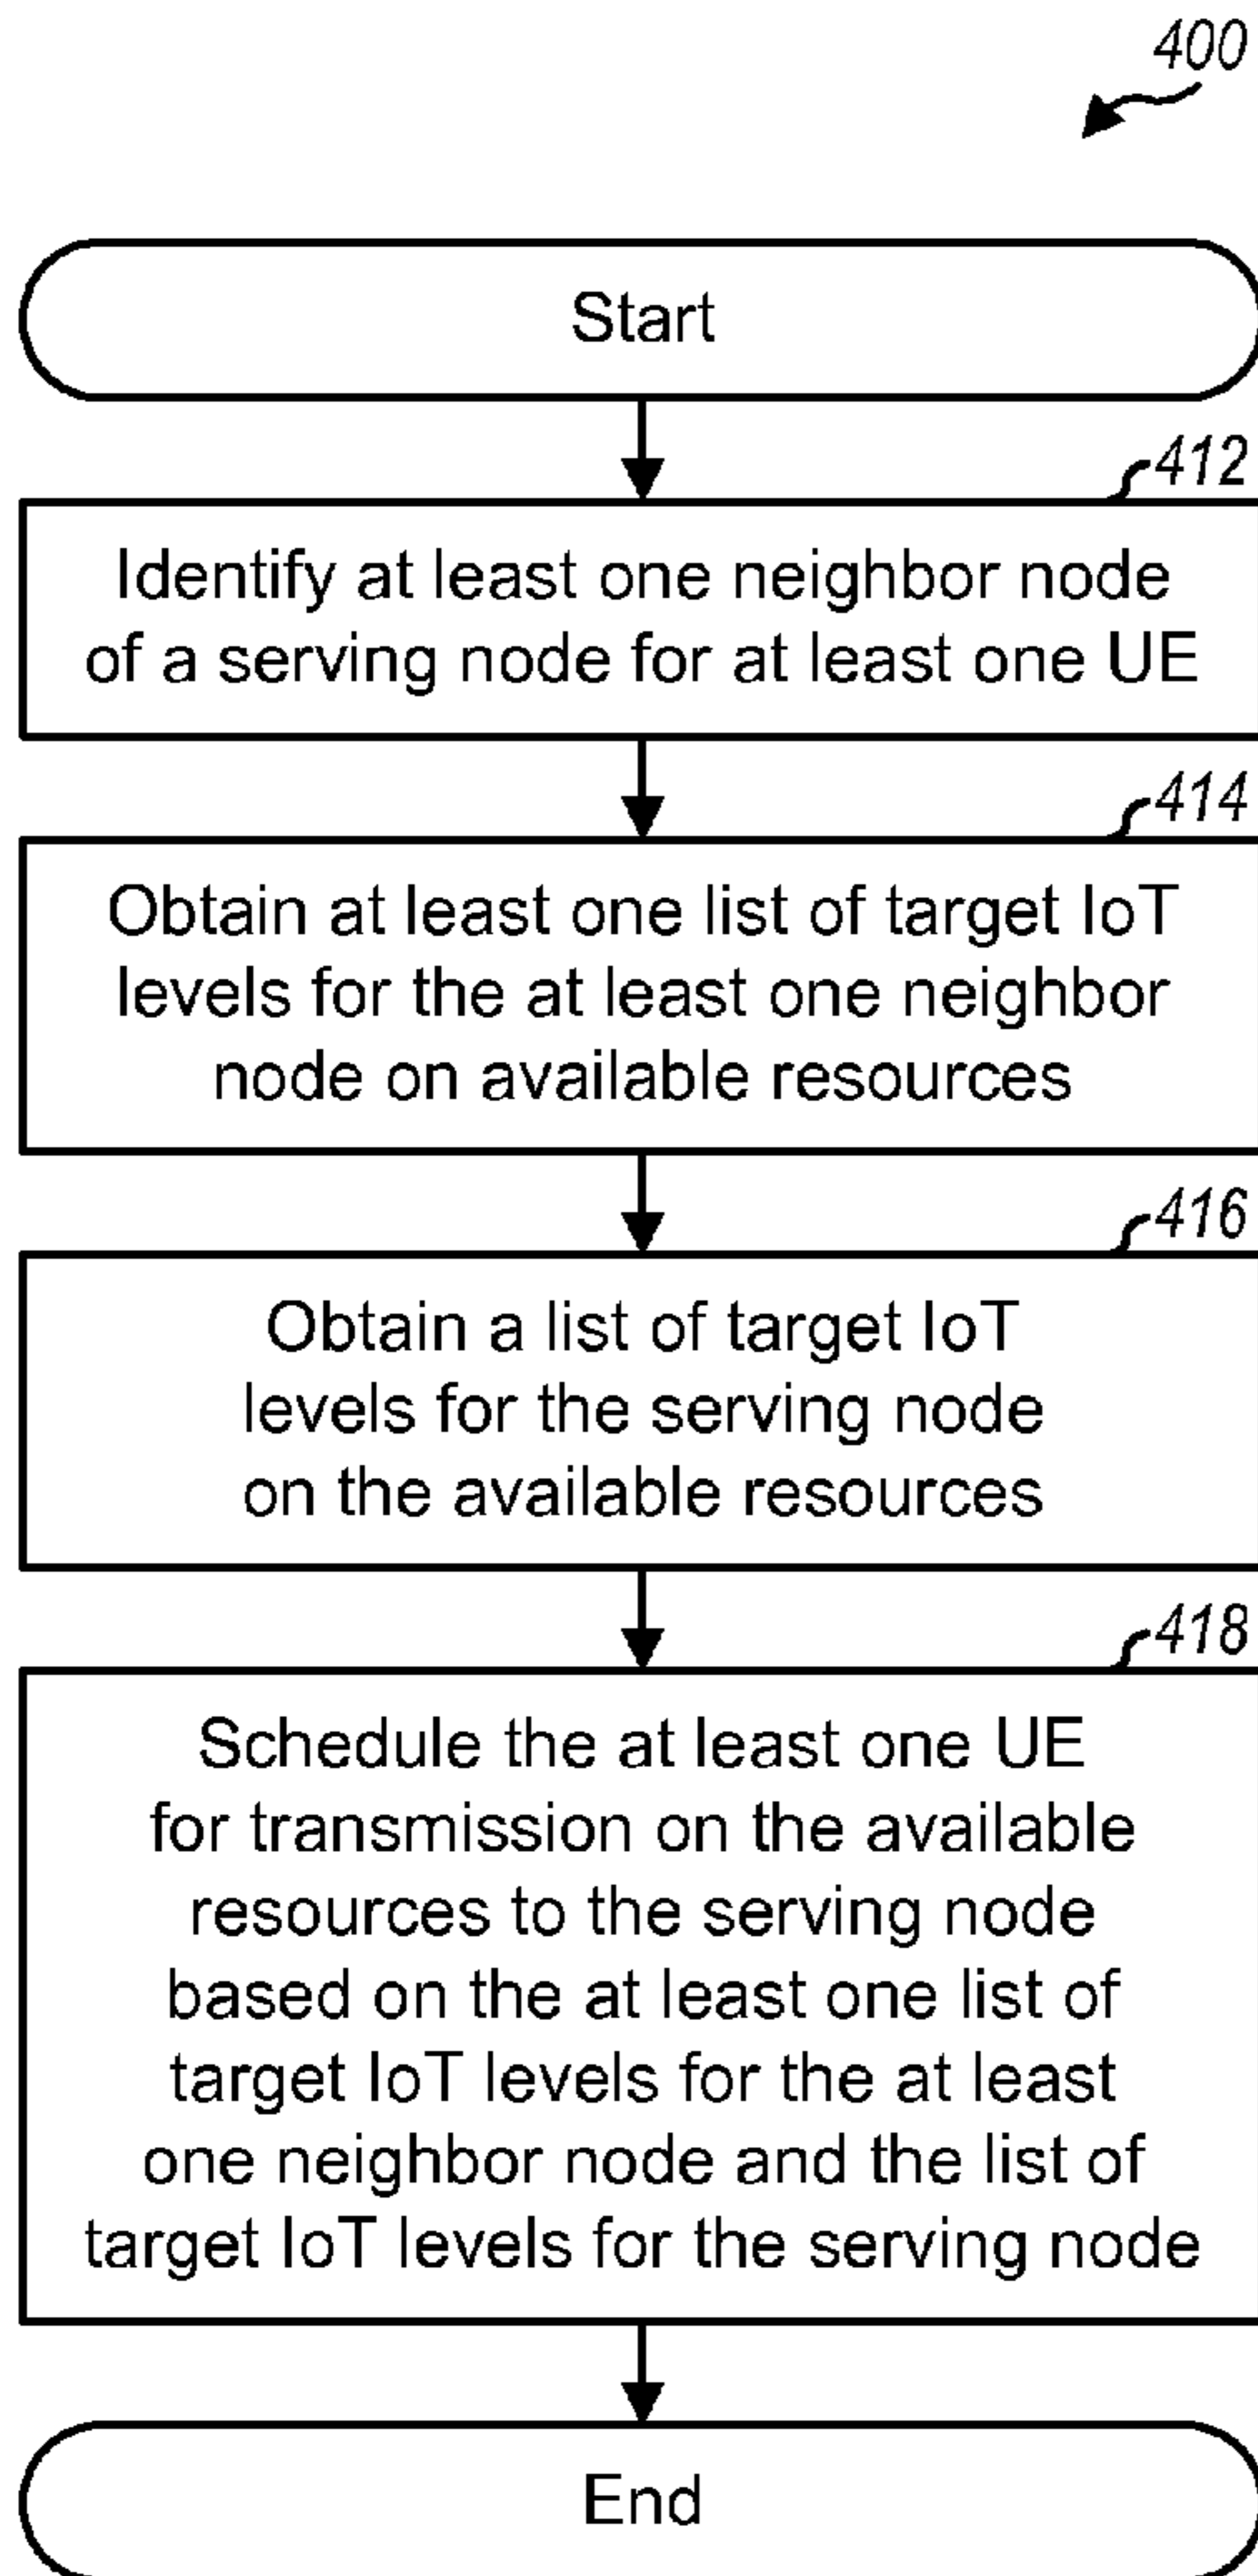 400
Start
412
Identify at least one neighbor node
of a serving node for at least one UE
414
Obtain at least one list of target IoT
levels for the at least one neighbor
node on available resources
416
Obtain a list of target IoT
levels for the serving node
on the available resources
418
Schedule the at least one UE
for transmission on the available
resources to the serving node
based on the at least one list of
target IoT levels for the at least
one neighbor node and the list of
target IoT levels for the serving node
End